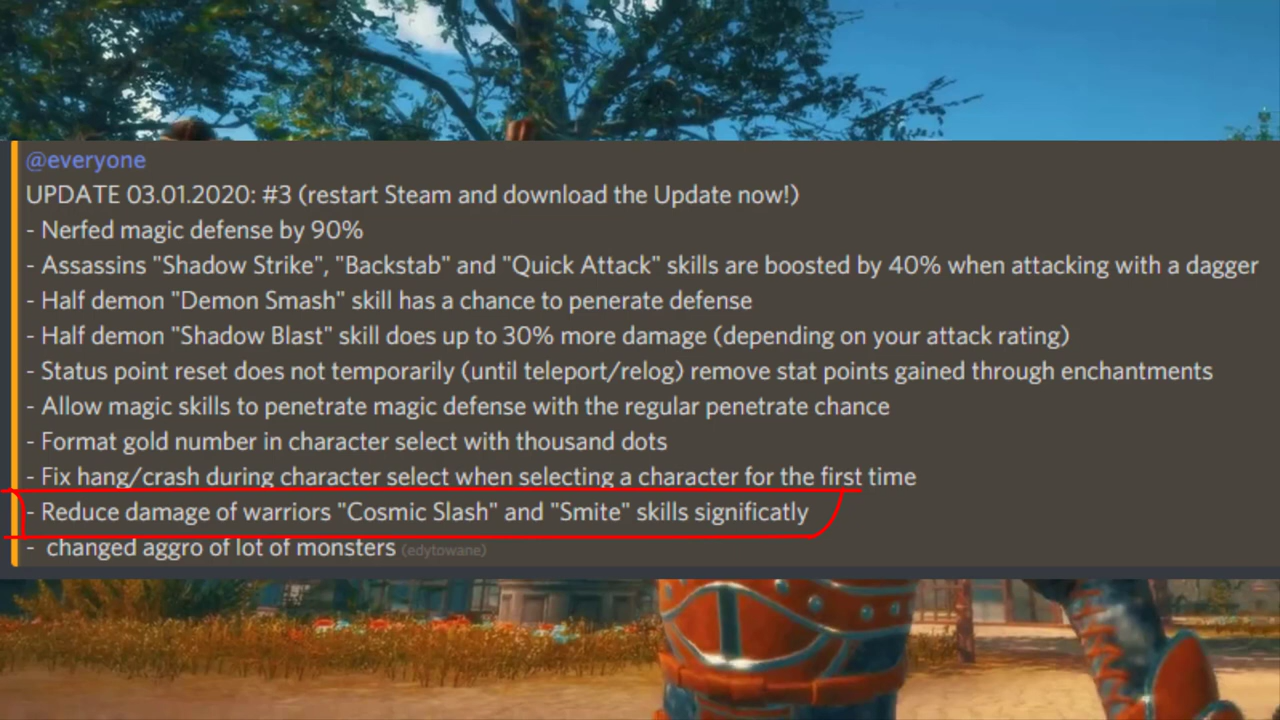 @everyone
UPDATE 03.01.2020: #3 (restart Steam and download the Update now!)
- Nerfed magic defense by 90%
- Assassins "Shadow Strike", "Backstab" and "Quick Attack" skills are boosted by 40% when attacking with a dagger
- Half demon "Demon Smash" skill has a chance to penerate defense
- Half demon "Shadow Blast" skill does up to 30% more damage (depending on your attack rating)
- Status point reset does not temporarily (until teleport/relog) remove stat points gained through enchantments
- Allow magic skills to penetrate magic defense with the regular penetrate chance
- Format gold number in character select with thousand dots
- Fix hang/crash during character select when selecting a character for the first time
- Reduce damage of warriors "Cosmic Slash" and "Smite" skills significatly
- changed aggro of lot of monsters (edytowane)